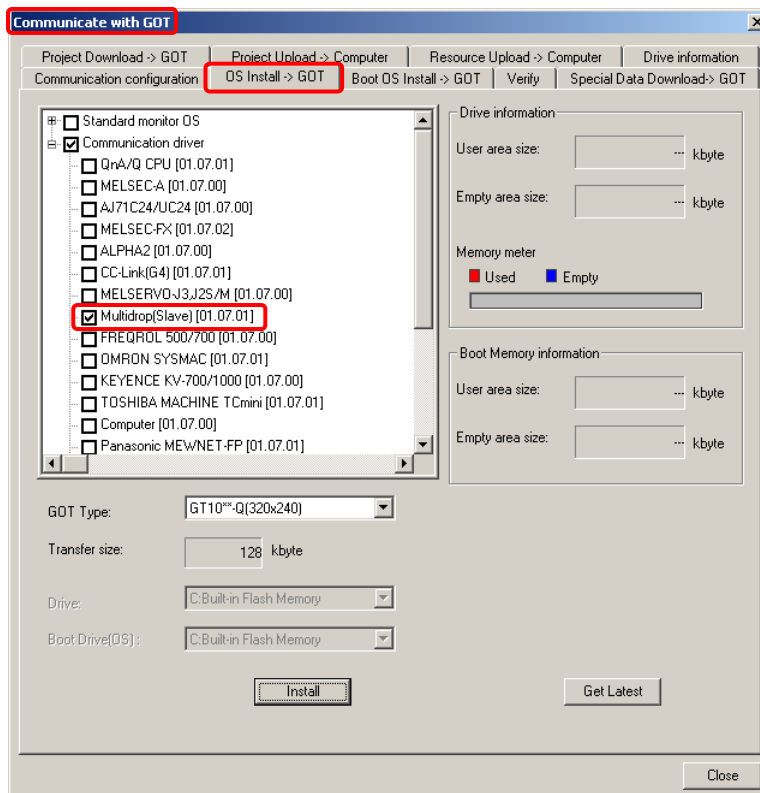 Communicate with GOT
Project Download -> GOT
Project Upload -> Computer
Resource Upload -> Computer
Drive information
Communication configuration
OS Install -> GOT
Boot OS Install -> GOT
Verify
Special Data Download-> GOT
Standard monitor OS
Communication driver
QnA/Q CPU [01.07.01]
MELSEC-A [01.07.00]
AJ71C24/UC24 [01.07.00]
MELSEC-FX [01.07.02]
ALPHA2 [01.07.00]
CC-Link(G4) [01.07.01]
MELSERVO-J3,J2S/M [01.07.00]
Multidrop(Slave) [01.07.01]
FREQROL 500/700 [01.07.00]
OMRON SYSMAC [01.07.01]
KEYENCE KV-700/1000 [01.07.00]
TOSHIBA MACHINE TCmini [01.07.01]
Computer [01.07.00]
Panasonic MEWNET-FP [01.07.01]
Drive information
User area size: --- kbyte
Empty area size: --- kbyte
Memory meter
Used Empty
Boot Memory information
User area size: --- kbyte
Empty area size: --- kbyte
GOT Type: GT10**-Q(320x240)
Transfer size: 128 kbyte
Drive: C:Built-in Flash Memory
Boot Drive(OS) : C:Built-in Flash Memory
Install
Get Latest
Close